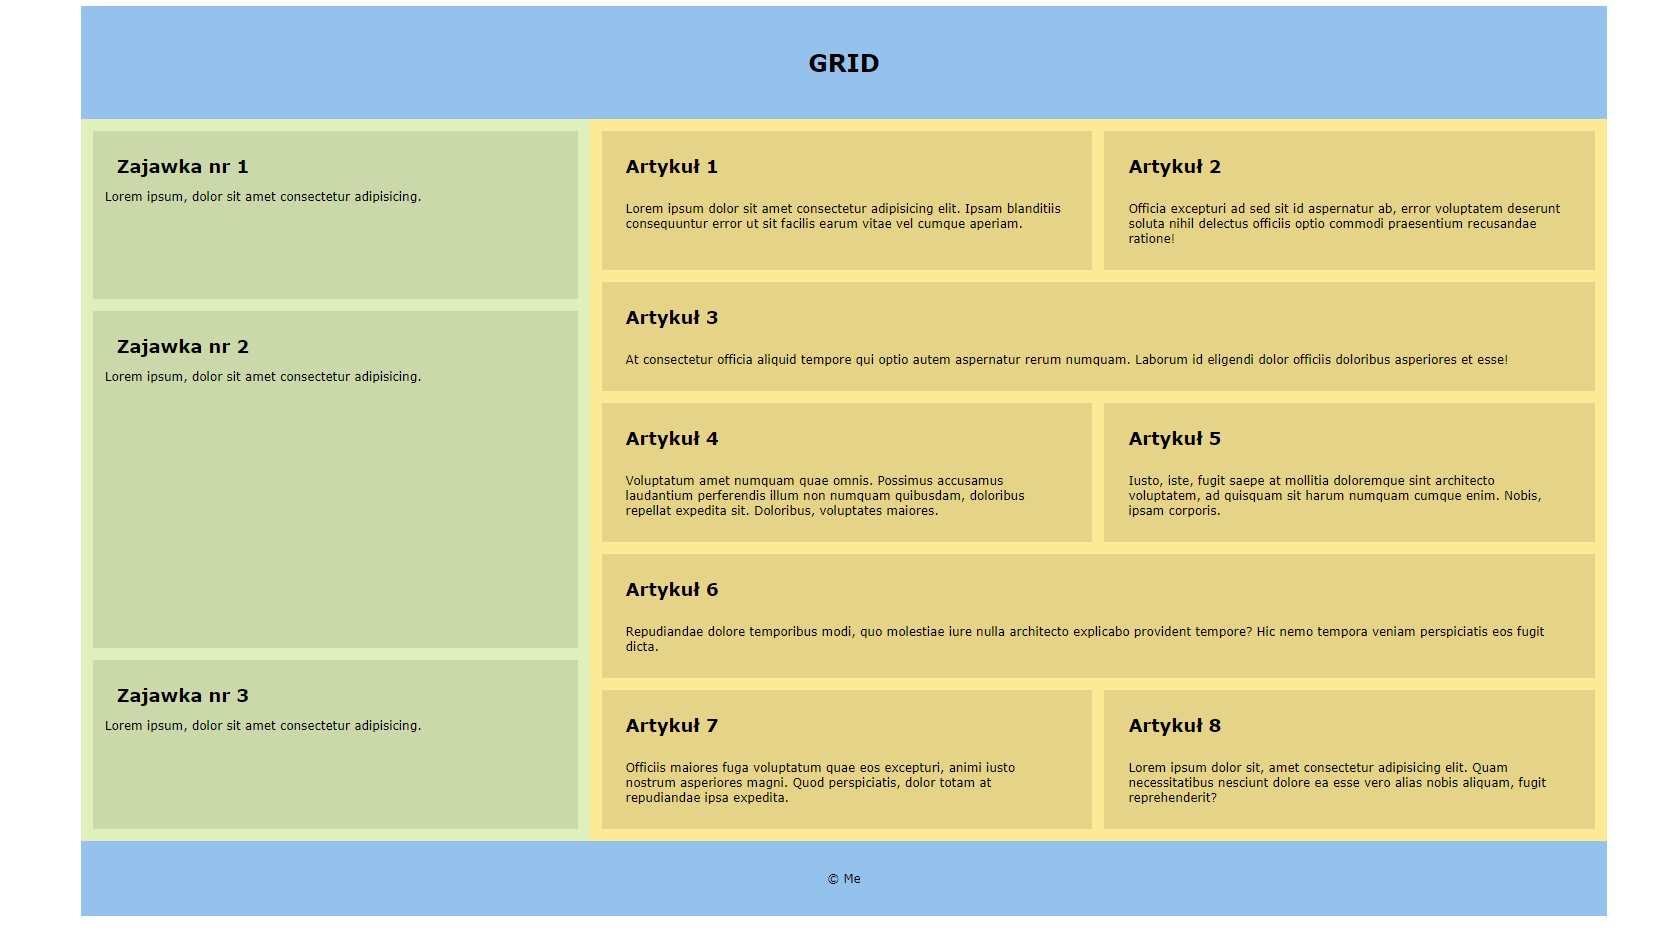 GRID
Zajawka nr 1
Lorem ipsum, dolor sit amet consectetur adipisicing.
Zajawka nr 2
Lorem ipsum, dolor sit amet consectetur adipisicing.
Zajawka nr 3
Lorem ipsum, dolor sit amet consectetur adipisicing.
Artykuł 1
Lorem ipsum dolor sit amet consectetur adipisicing elit. Ipsam blanditiis
consequuntur error ut sit facilis earum vitae vel cumque aperiam.
Artykuł 2
Officia excepturi ad sed sit id aspernatur ab, error voluptatem deserunt
soluta nihil delectus officiis optio commodi praesentium recusandae
ratione!
Artykuł 3
At consectetur officia aliquid tempore qui optio autem aspernatur rerum numquam. Laborum id eligendi dolor officiis doloribus asperiores et esse!
Artykuł 4
Voluptatum amet numquam quae omnis. Possimus accusamus
laudantium perferendis illum non numquam quibusdam, doloribus
repellat expedita sit. Doloribus, voluptates maiores.
Artykuł 5
Iusto, iste, fugit saepe at mollitia doloremque sint architecto
voluptatem, ad quisquam sit harum numquam cumque enim. Nobis,
ipsam corporis.
Artykuł 6
Repudiandae dolore temporibus modi, quo molestiae iure nulla architecto explicabo provident tempore? Hic nemo tempora veniam perspiciatis eos fugit
dicta.
Artykuł 7
Officiis maiores fuga voluptatum quae eos excepturi, animi iusto
nostrum asperiores magni. Quod perspiciatis, dolor totam at
repudiandae ipsa expedita.
Artykuł 8
Lorem ipsum dolor sit, amet consectetur adipisicing elit. Quam
necessitatibus nesciunt dolore ea esse vero alias nobis aliquam, fugit
reprehenderit?
© Me